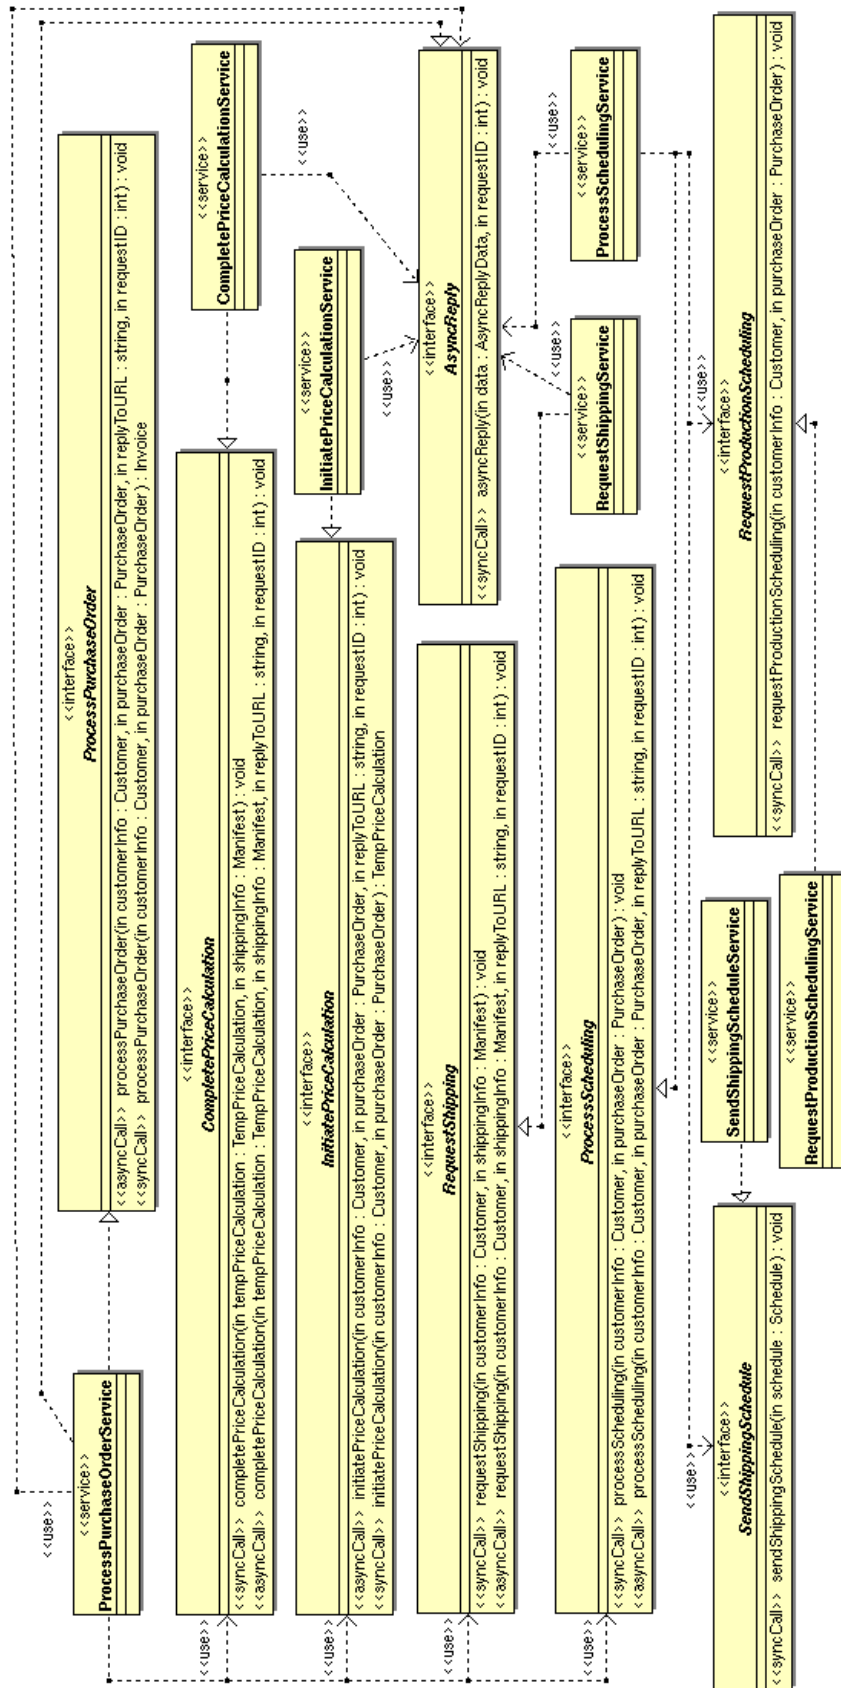 <<use>>
<<service>>
ProcessPurchaseOrderService
<<interface>>
ProcessPurchaseOrder
<<asyncCall>> processPurchaseOrder(in customerInfo : Customer, in purchaseOrder : PurchaseOrder, in replyToURL : string, in requestID : int) : void
<<syncCall>> processPurchaseOrder(in customerInfo : Customer, in purchaseOrder : PurchaseOrder) : Invoice
<<use>>
<<interface>>
CompletePriceCalculation
<<syncCall>> completePriceCalculation(in tempPriceCalculation : TempPriceCalculation, in shippingInfo : Manifest) : void
<<asyncCall>> completePriceCalculation(in tempPriceCalculation : TempPriceCalculation, in shippingInfo : Manifest, in replyToURL : string, in requestID : int) : void
<<service>>
CompletePriceCalculationService
<<use>>
<<use>>
<<interface>>
InitiatePriceCalculation
<<asyncCall>> initiatePriceCalculation(in customerInfo : Customer, in purchaseOrder : PurchaseOrder, in replyToURL : string, in requestID : int) : void
<<syncCall>> initiatePriceCalculation(in customerInfo : Customer, in purchaseOrder : PurchaseOrder) : TempPriceCalculation
<<service>>
InitiatePriceCalculationService
<<use>>
<<use>>
<<interface>>
RequestShipping
<<syncCall>> requestShipping(in customerInfo : Customer, in shippingInfo : Manifest) : void
<<asyncCall>> requestShipping(in customerInfo : Customer, in shippingInfo : Manifest, in replyToURL : string, in requestID : int) : void
<<interface>>
AsyncReply
<<syncCall>> asyncReply(in data : AsyncReplyData, in requestID : int) : void
<<use>>
<<use>>
<<use>>
<<interface>>
ProcessScheduling
<<syncCall>> processScheduling(in customerInfo : Customer, in purchaseOrder : PurchaseOrder) : void
<<asyncCall>> processScheduling(in customerInfo : Customer, in purchaseOrder : PurchaseOrder, in replyToURL : string, in requestID : int) : void
<<service>>
RequestShippingService
<<service>>
ProcessSchedulingService
<<use>>
<<use>>
<<interface>>
SendShippingSchedule
<<syncCall>> sendShippingSchedule(in schedule : Schedule) : void
<<service>>
SendShippingScheduleService
<<interface>>
RequestProductionScheduling
<<syncCall>> requestProductionScheduling(in customerInfo : Customer, in purchaseOrder : PurchaseOrder) : void
<<service>>
RequestProductionSchedulingService